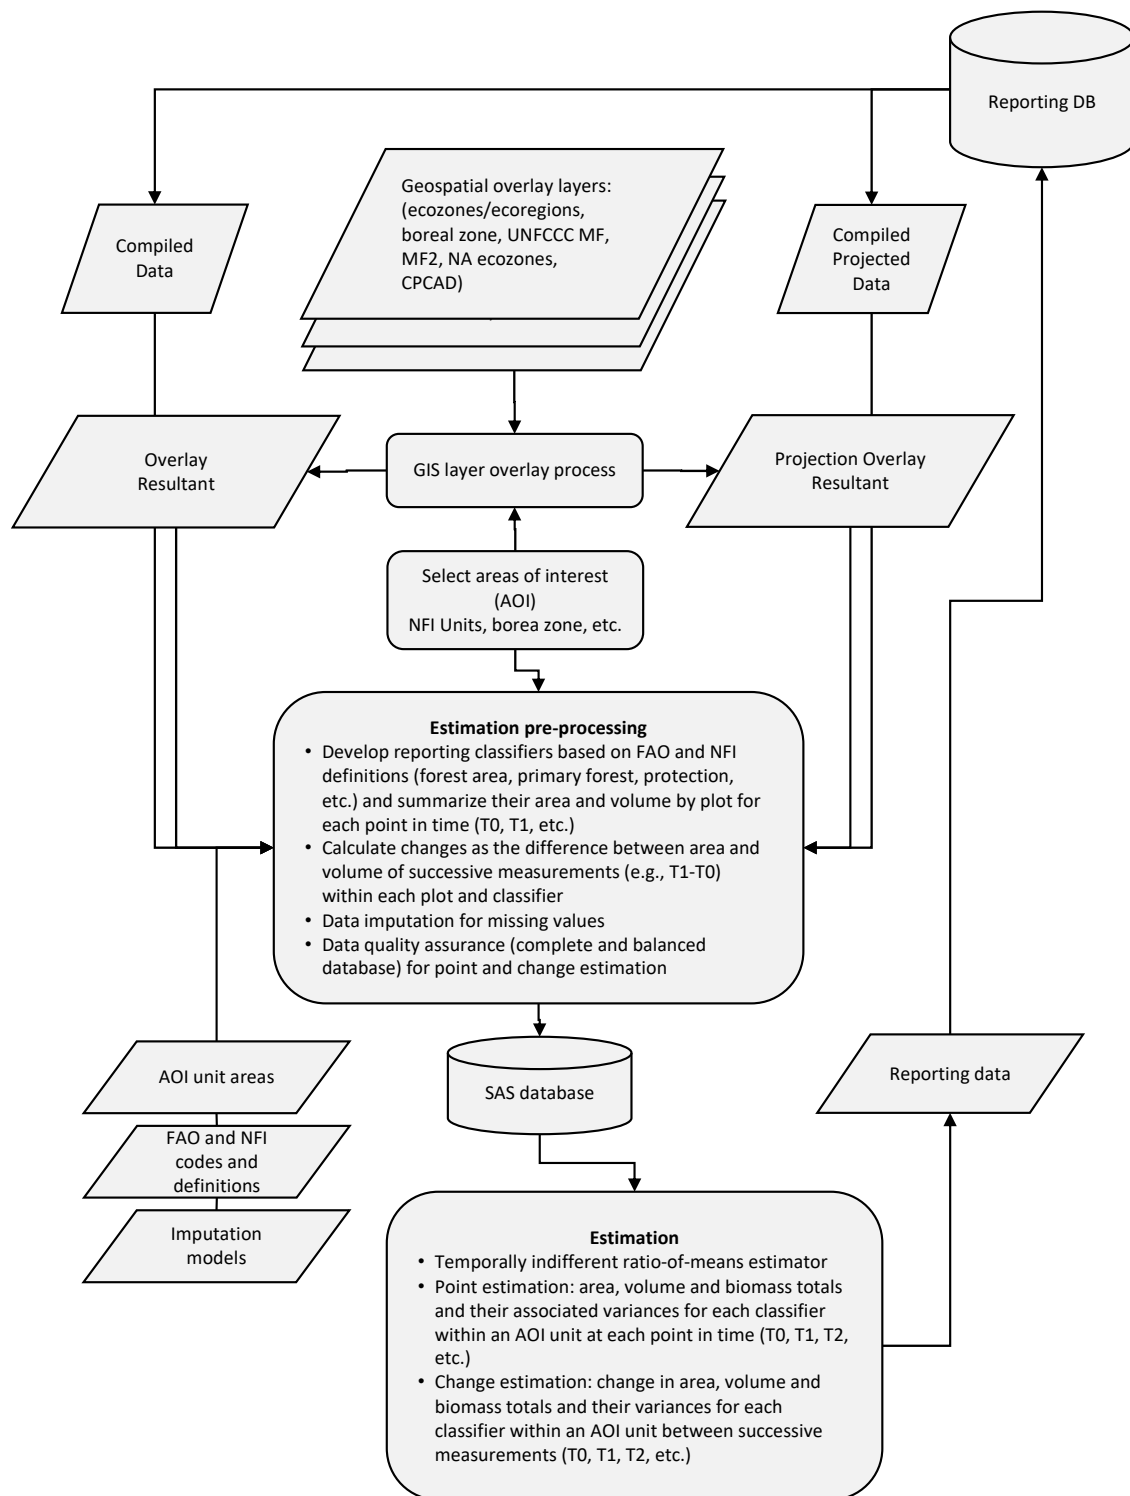 Reporting DB
Geospatial overlay layers:
(ecozones/ecoregions,
boreal zone, UNFCCC MF,
MF2, NA ecozones,
CPCAD)
Compiled
Data
Compiled
Projected
Data
Overlay
Resultant
GIS layer overlay process
Projection Overlay
Resultant
Select areas of interest
(AOI)
NFI Units, borea zone, etc.
Estimation pre-processing
• Develop reporting classifiers based on FAO and NFI
definitions (forest area, primary forest, protection,
etc.) and summarize their area and volume by plot for
each point in time (T0, T1, etc.)
• Calculate changes as the difference between area and
volume of successive measurements (e.g., T1-T0)
within each plot and classifier
• Data imputation for missing values
• Data quality assurance (complete and balanced
database) for point and change estimation
AOI unit areas
FAO and NFI
codes and
definitions
Imputation
models
SAS database
Reporting data
Estimation
• Temporally indifferent ratio-of-means estimator
• Point estimation: area, volume and biomass totals
and their associated variances for each classifier
within an AOI unit at each point in time (T0, T1, T2,
etc.)
• Change estimation: change in area, volume and
biomass totals and their variances for each
classifier within an AOI unit between successive
measurements (T0, T1, T2, etc.)